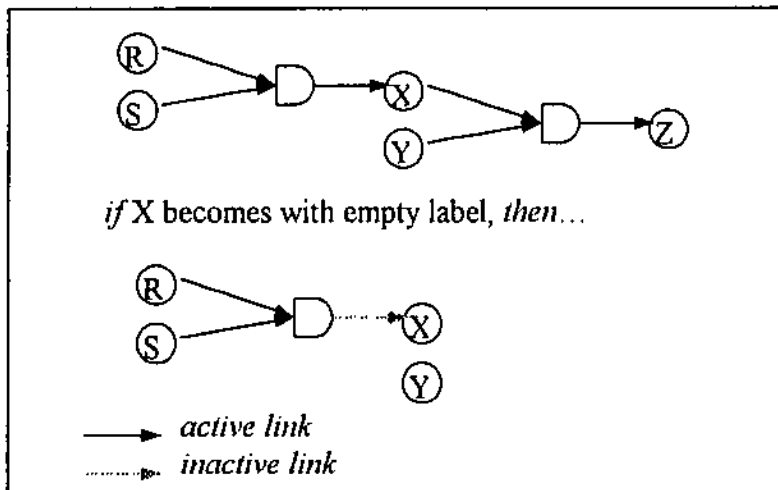 R
S
X
Y
Z
if X becomes with empty label, then...
R
S
X
Y
active link
inactive link